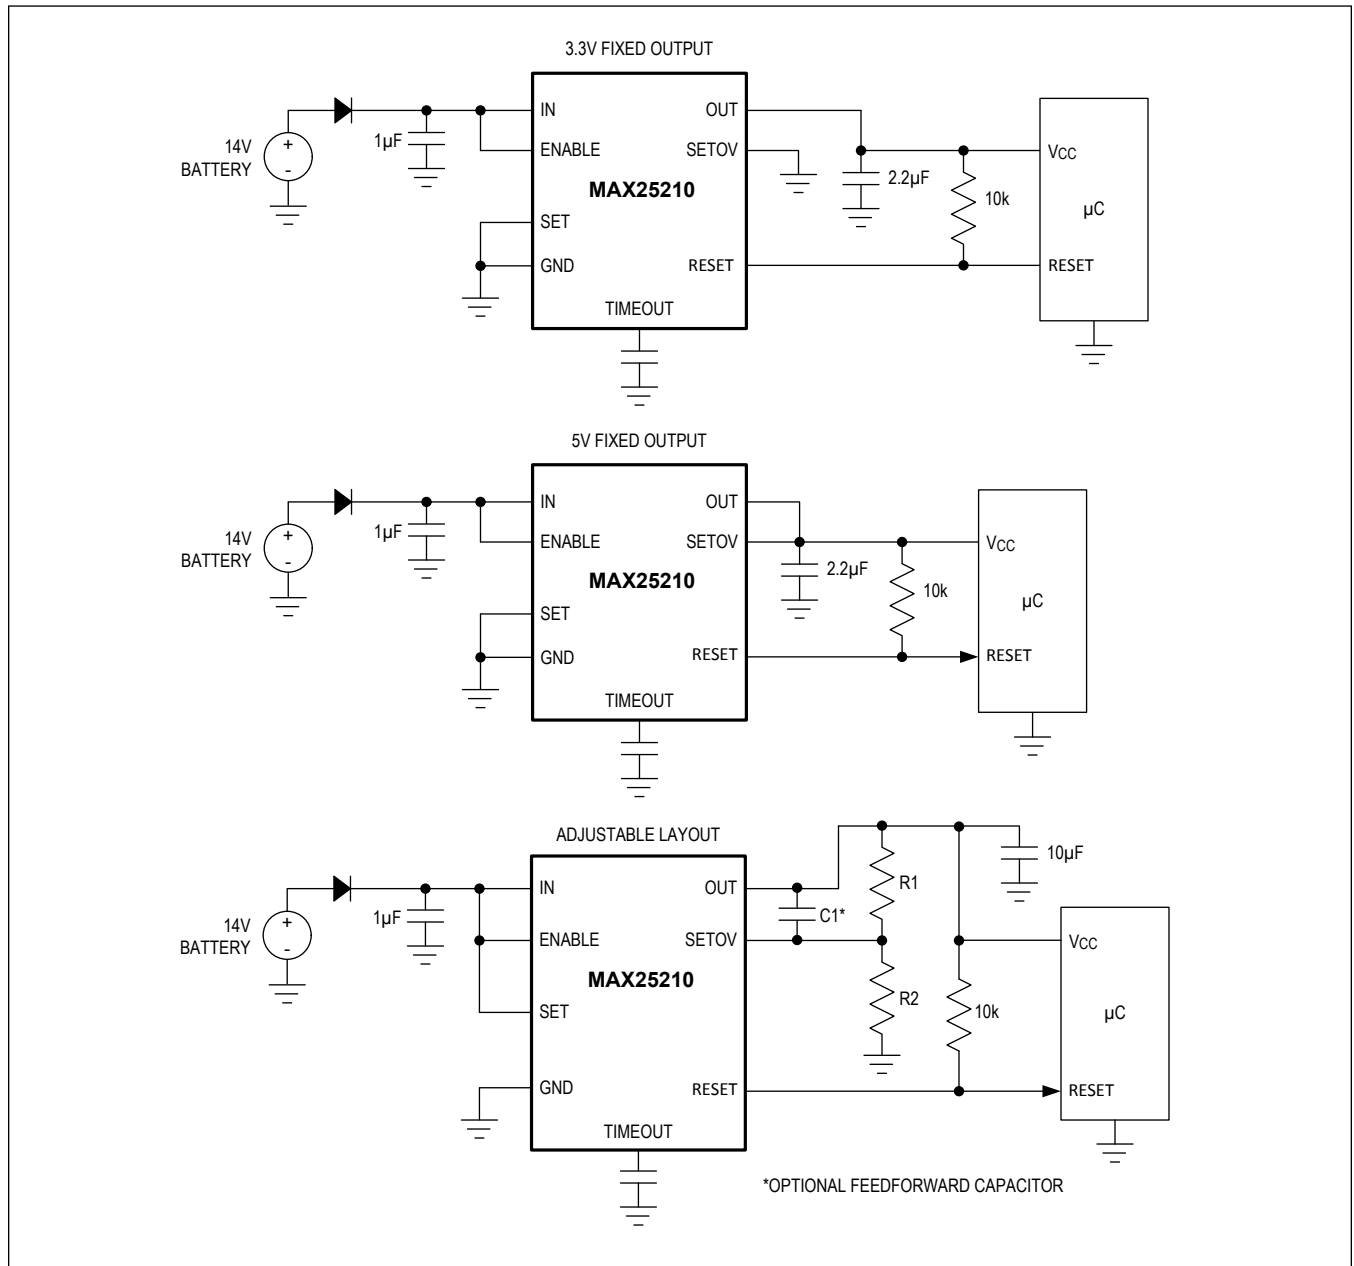 3.3V FIXED OUTPUT
IN
OUT
1µF
14V
BATTERY
+
-
ENABLE
SETOV
MAX25210
2.2µF
10k
VCC
µC
SET
GND
RESET
RESET
TIMEOUT
5V FIXED OUTPUT
IN
OUT
1µF
14V
BATTERY
+
-
ENABLE
SETOV
MAX25210
2.2µF
10k
VCC
µC
SET
GND
RESET
RESET
TIMEOUT
ADJUSTABLE LAYOUT
10µF
IN
OUT
R1
1µF
C1*
14V
BATTERY
+
-
ENABLE
SETOV
VCC
MAX25210
R2
SET
10k
µC
GND
RESET
RESET
TIMEOUT
*OPTIONAL FEEDFORWARD CAPACITOR